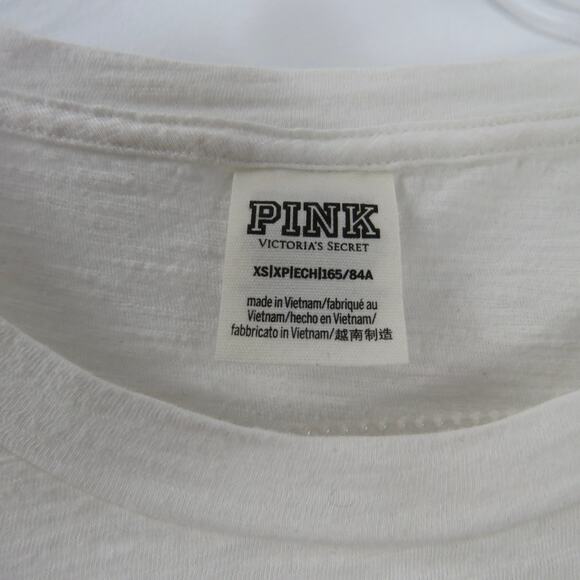 PINK
VICTORIA'S SECRET
XS|XP|ECH|165/84A
made in Vietnam/fabriqué au
Vietnam/hecho en Vietnam/
fabbricato in Vietnam/越南制造